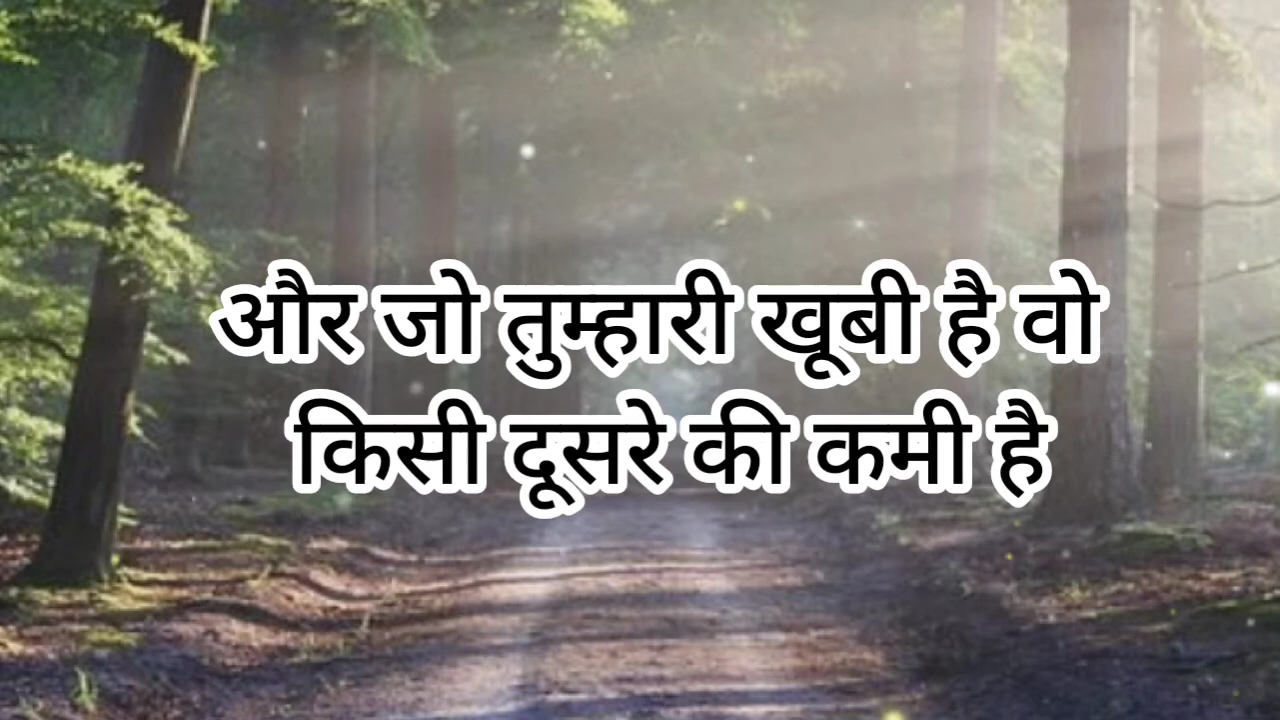 और जो तुम्हारी खूबी है वो
किसी दूसरे की कमी है